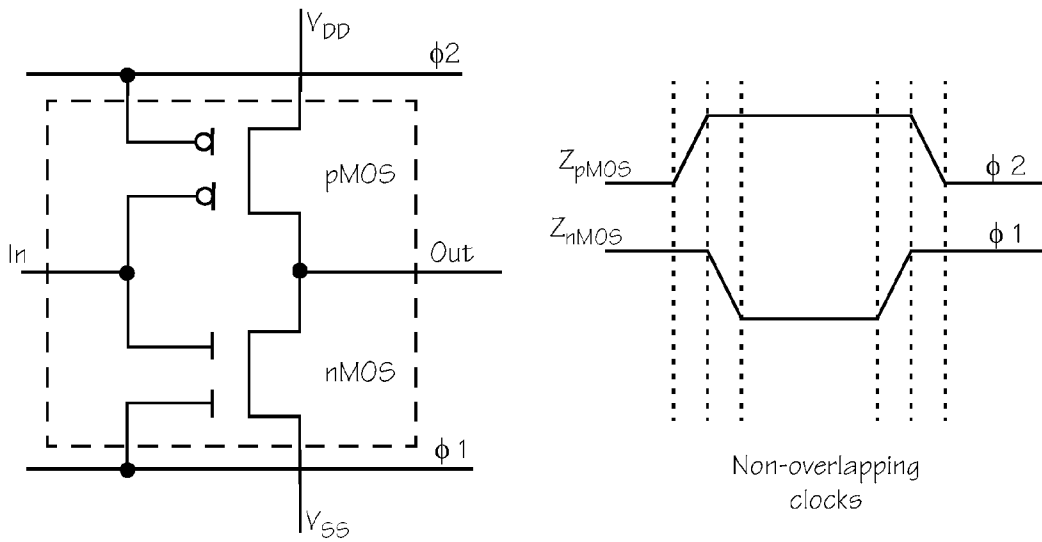 V_DD
ϕ2
pMOS
In
Out
nMOS
ϕ 1
V_SS
Z_pMOS
ϕ 2
Z_nMOS
ϕ 1
Non-overlapping
clocks